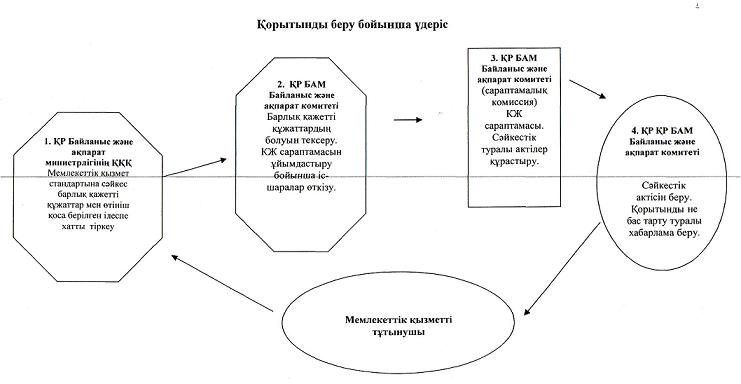 Қорытынды беру бойынша үдеріс
1. ҚР Байланыс және
ақпарат
министрлігінің ҚҚҚ
Мемлекеттік қызмет
стандартына сәйкес
барлық қажетті
құжаттар мен өтініш
қоса берілген ілеспе
хатты тіркеу
2. ҚР БАМ
Байланыс және
ақпарат комитеті
Барлық қажетті
құжаттардың
болуын тексеру.
КЖ сараптамасын
ұйымдастыру
бойынша іс-
шаралар өткізу.
3. ҚР БАМ
Байланыс және
ақпарат комитеті
(сараптамалық
комиссия)
КЖ
сараптамасы.
Сәйкестік
туралы актілер
құрастыру.
4. ҚР ҚР БАМ
Байланыс және
ақпарат комитеті
Сәйкестік
актісін беру.
Қорытынды не
бас тарту туралы
хабарлама беру.
Мемлекеттік қызметті
тұтынушы